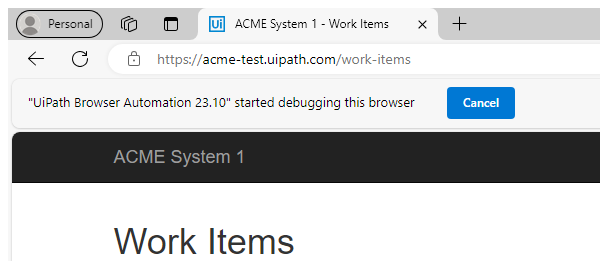 Personal
Ui ACME System 1 - Work Items
https://acme-test.uipath.com/work-items
"UiPath Browser Automation 23.10" started debugging this browser Cancel
ACME System 1
Work Items